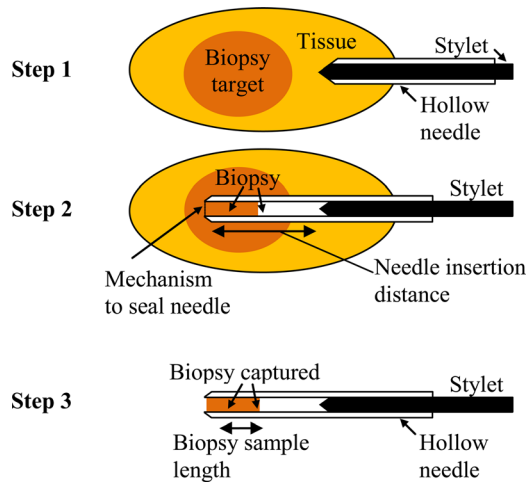 Step 1
Biopsy
target
Tissue
Stylet
Hollow
needle
Step 2
Biopsy
Stylet
Mechanism
to seal needle
Needle insertion
distance
Step 3
Biopsy captured
Stylet
Biopsy sample
length
Hollow
needle